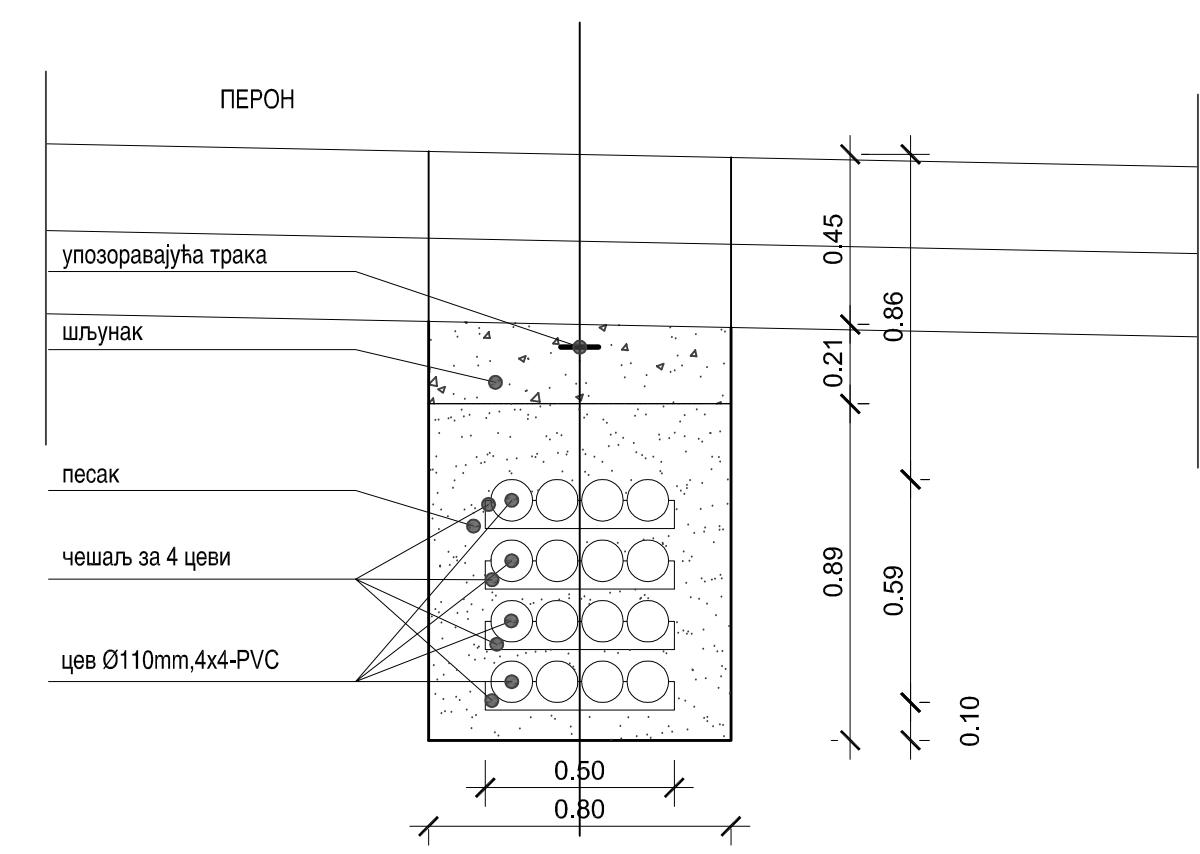 ПЕРОН
упозоравајућа трака
шљунак
песак
чешаљ за 4 цеви
цев Ø110mm,4x4-PVC
0.45
0.86
0.21
0.89
0.59
0.10
0.50
0.80